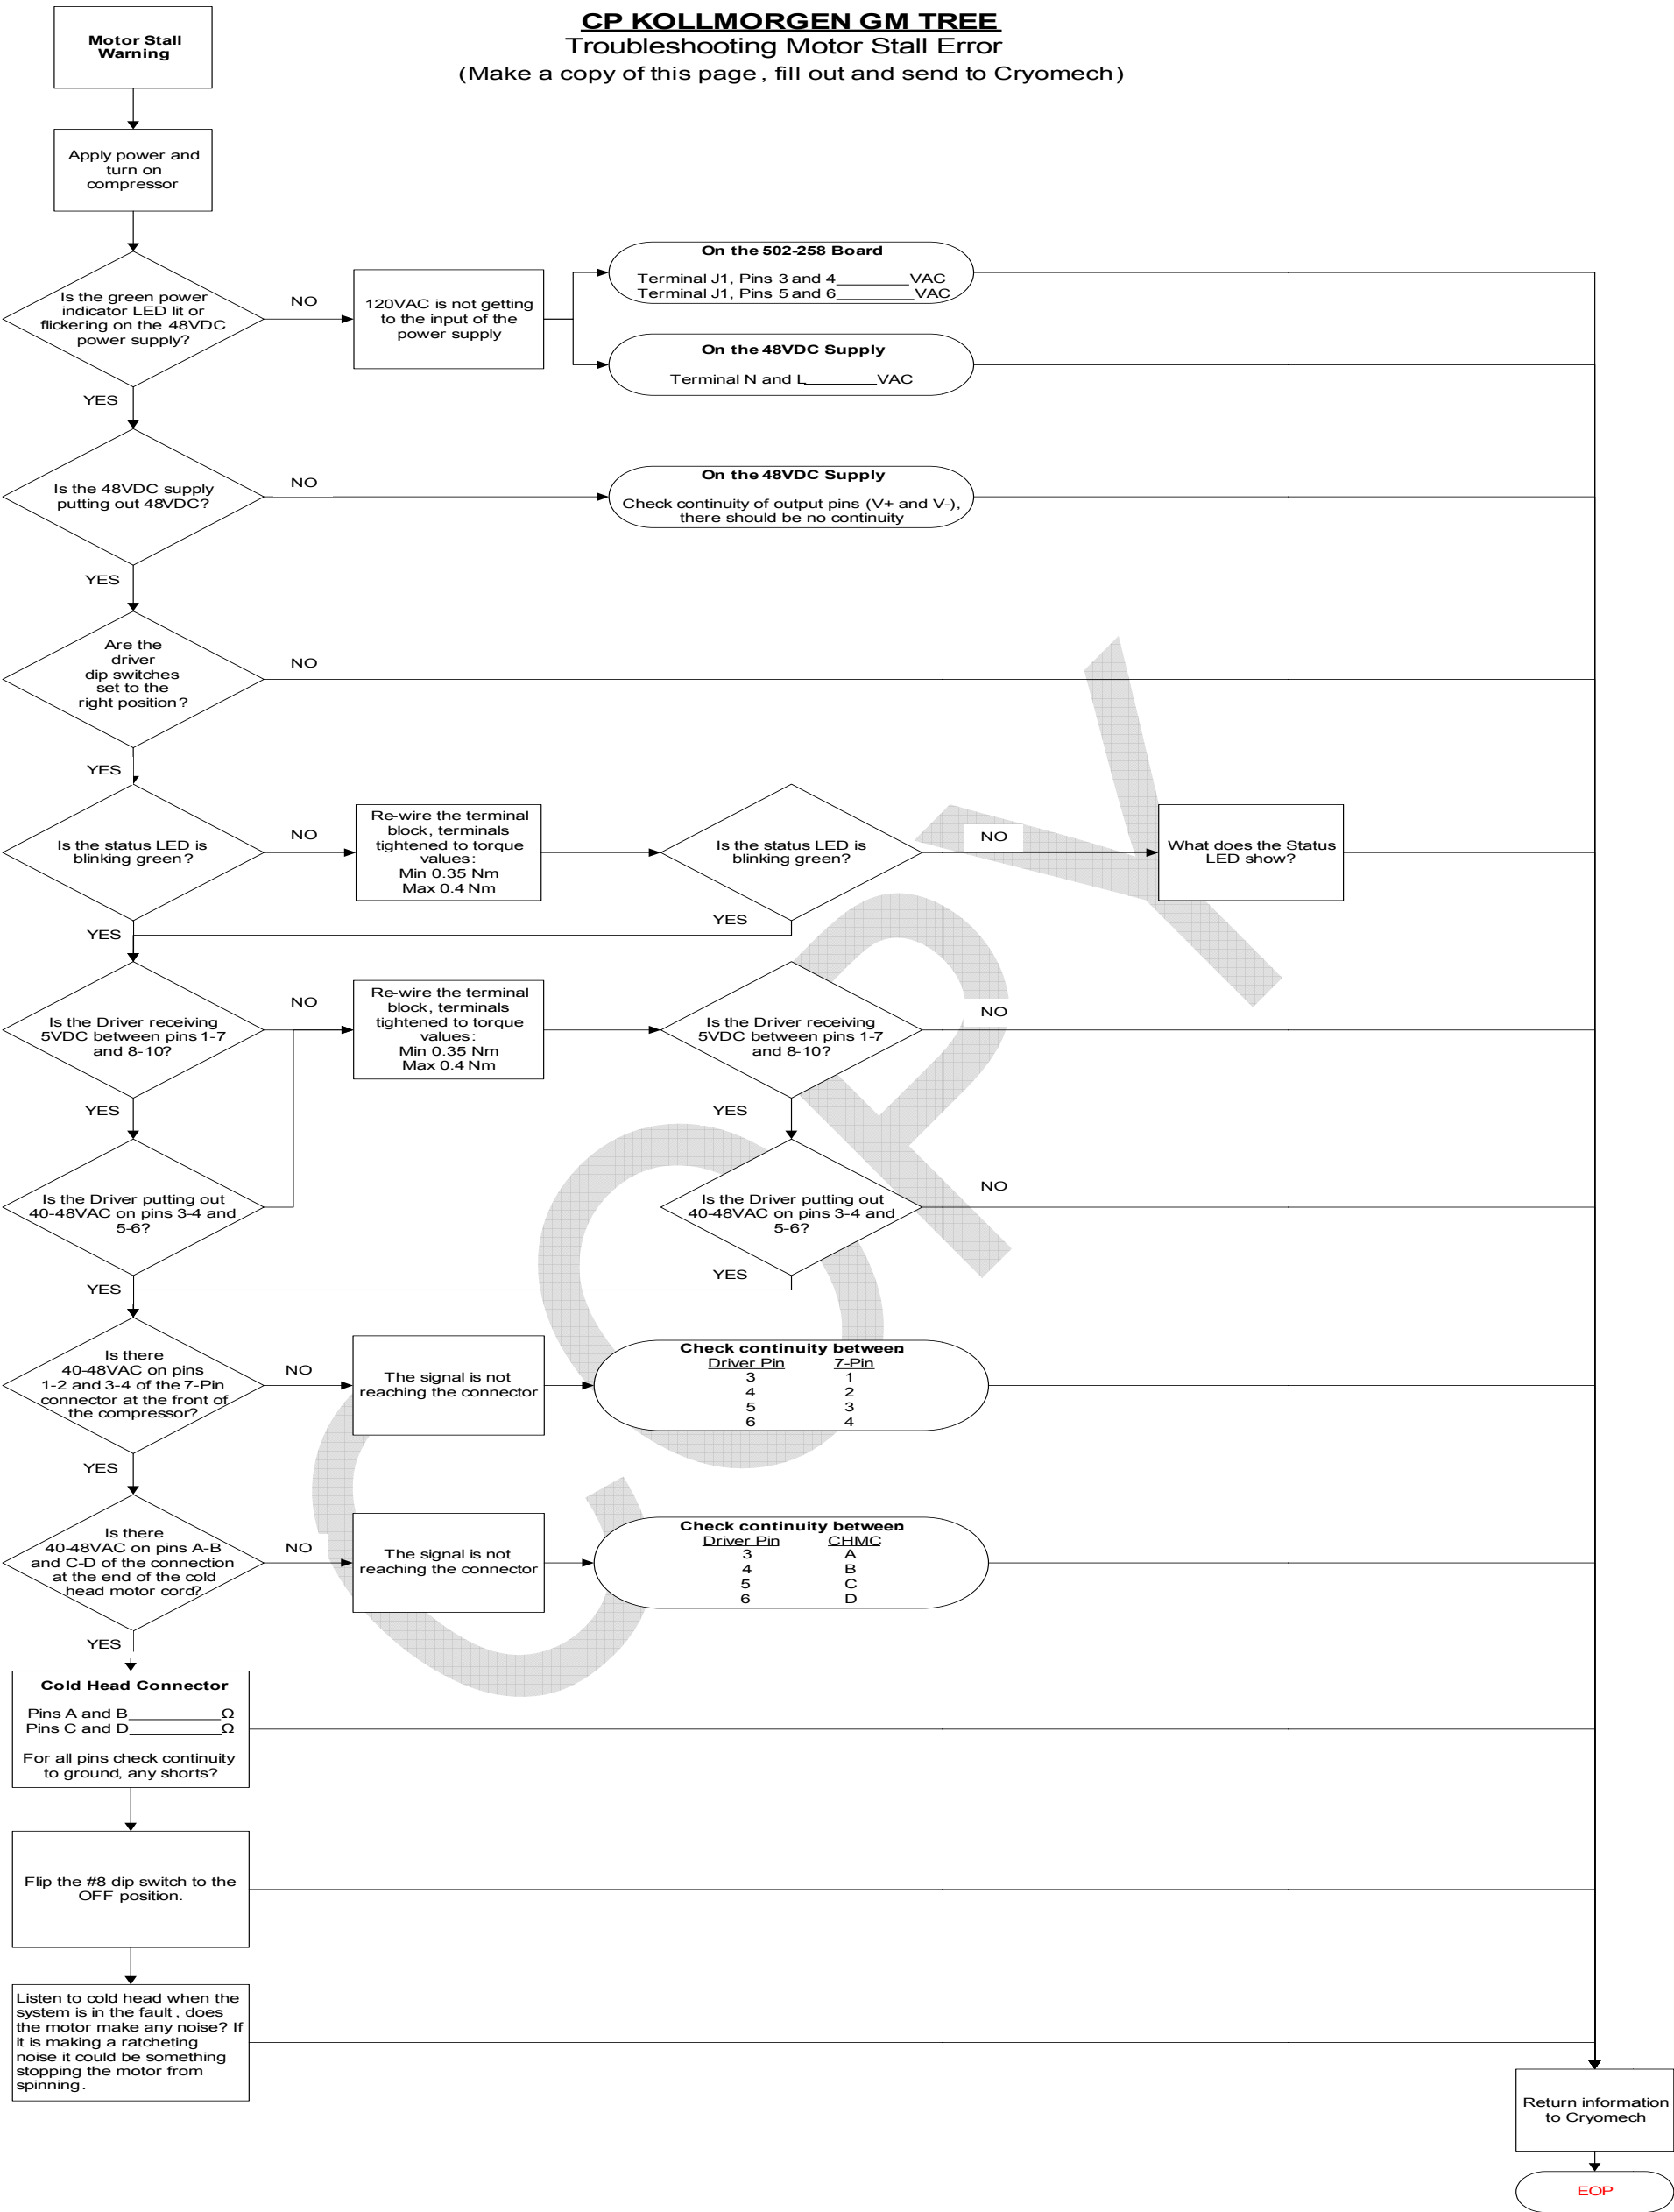 CP KOLLMORGEN GM TREE
Troubleshooting Motor Stall Error
(Make a copy of this page, fill out and send to Cryomech)
Motor Stall
Warning
Apply power and
turn on
compressor
Is the green power
indicator LED lit or
flickering on the 48VDC
power supply?
NO
120VAC is not getting
to the input of the
power supply
On the 502-258 Board
Terminal J1, Pins 3 and 4________VAC
Terminal J1, Pins 5 and 6________VAC
On the 48VDC Supply
Terminal N and L________VAC
YES
Is the 48VDC supply
putting out 48VDC?
NO
On the 48VDC Supply
Check continuity of output pins (V+ and V-),
there should be no continuity
YES
Are the
driver
dip switches
set to the
right position?
NO
YES
Is the status LED is
blinking green?
NO
Re-wire the terminal
block, terminals
tightened to torque
values:
Min 0.35 Nm
Max 0.4 Nm
Is the status LED is
blinking green?
NO
What does the Status
LED show?
YES
YES
Is the Driver receiving
5VDC between pins 1-7
and 8-10?
NO
Re-wire the terminal
block, terminals
tightened to torque
values:
Min 0.35 Nm
Max 0.4 Nm
Is the Driver receiving
5VDC between pins 1-7
and 8-10?
NO
YES
YES
Is the Driver putting out
40-48VAC on pins 3-4 and
5-6?
Is the Driver putting out
40-48VAC on pins 3-4 and
5-6?
NO
YES
YES
Is there
40-48VAC on pins
1-2 and 3-4 of the 7-Pin
connector at the front of
the compressor?
NO
The signal is not
reaching the connector
Check continuity between:
Driver Pin 7-Pin
3 1
4 2
5 3
6 4
YES
Is there
40-48VAC on pins A-B
and C-D of the connection
at the end of the cold
head motor cord?
NO
The signal is not
reaching the connector
Check continuity between:
Driver Pin CHMC
3 A
4 B
5 C
6 D
YES
Cold Head Connector
Pins A and B__________Ω
Pins C and D__________Ω
For all pins check continuity
to ground, any shorts?
Flip the #8 dip switch to the
OFF position.
Listen to cold head when the
system is in the fault, does
the motor make any noise? If
it is making a ratcheting
noise it could be something
stopping the motor from
spinning.
Return information
to Cryomech
EOP
COPY